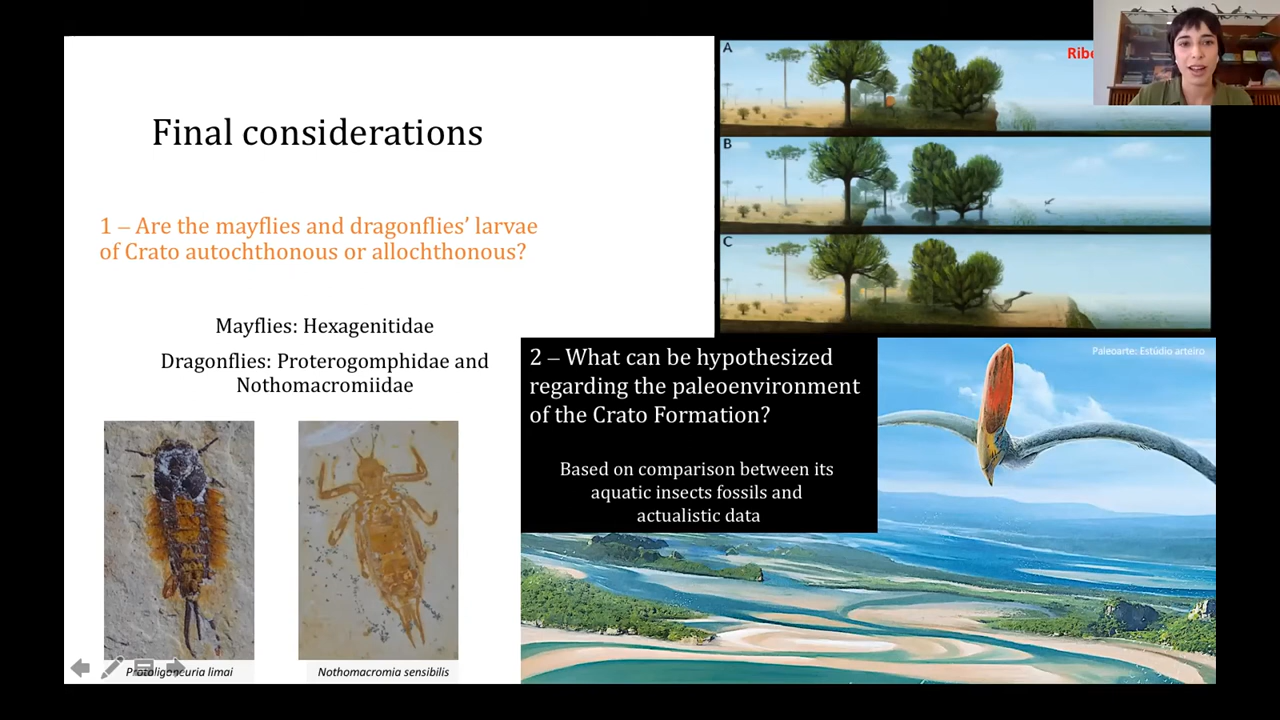 Final considerations
1 – Are the mayflies and dragonflies’ larvae
of Crato autochthonous or allochthonous?
Mayflies: Hexagenitidae
Dragonflies: Proterogomphidae and
Nothomacromiidae
Protoligoneuria limai
Nothomacromia sensibilis
A
Ribe
B
C
2 – What can be hypothesized
regarding the paleoenvironment
of the Crato Formation?
Based on comparison between its
aquatic insects fossils and
actualistic data
Paleoarte: Estúdio arteiro